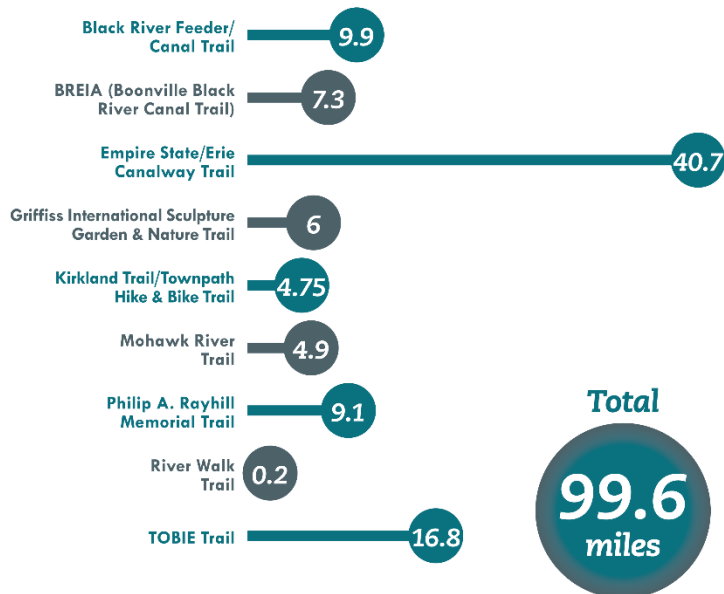 Black River Feeder/
Canal Trail
9.9
BREIA (Boonville Black
River Canal Trail)
7.3
Empire State/Erie
Canalway Trail
40.7
Griffiss International Sculpture
Garden & Nature Trail
6
Kirkland Trail/Townpath
Hike & Bike Trail
4.75
Mohawk River
Trail
4.9
Philip A. Rayhill
Memorial Trail
9.1
River Walk
Trail
0.2
TOBIE Trail
16.8
Total
99.6
miles